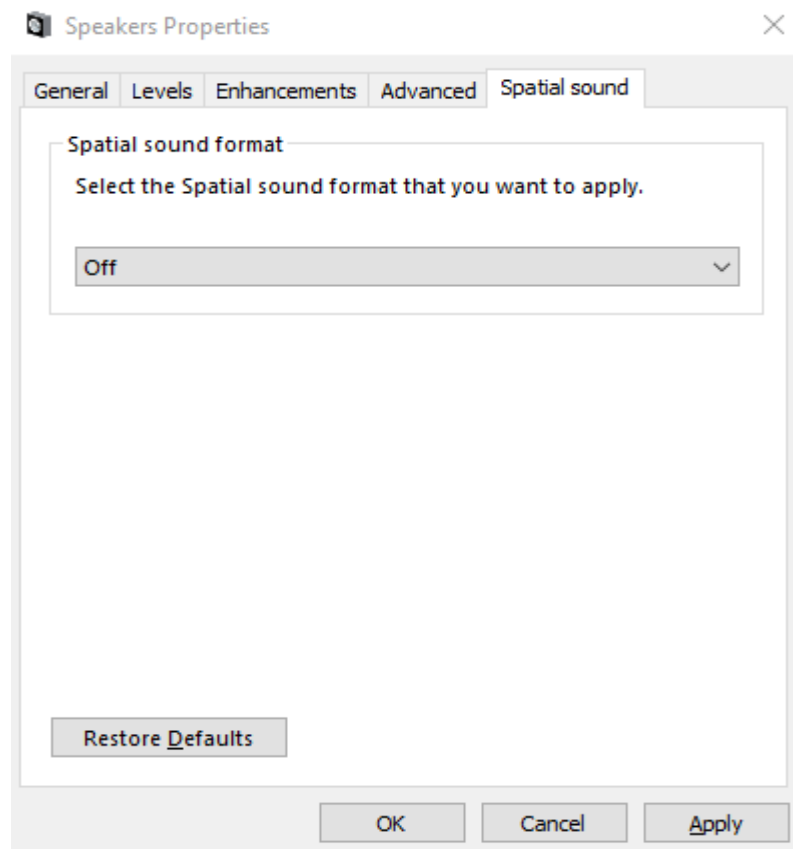 Speakers Properties
General Levels Enhancements Advanced Spatial sound
Spatial sound format
Select the Spatial sound format that you want to apply.
Off
Restore Defaults
OK Cancel Apply